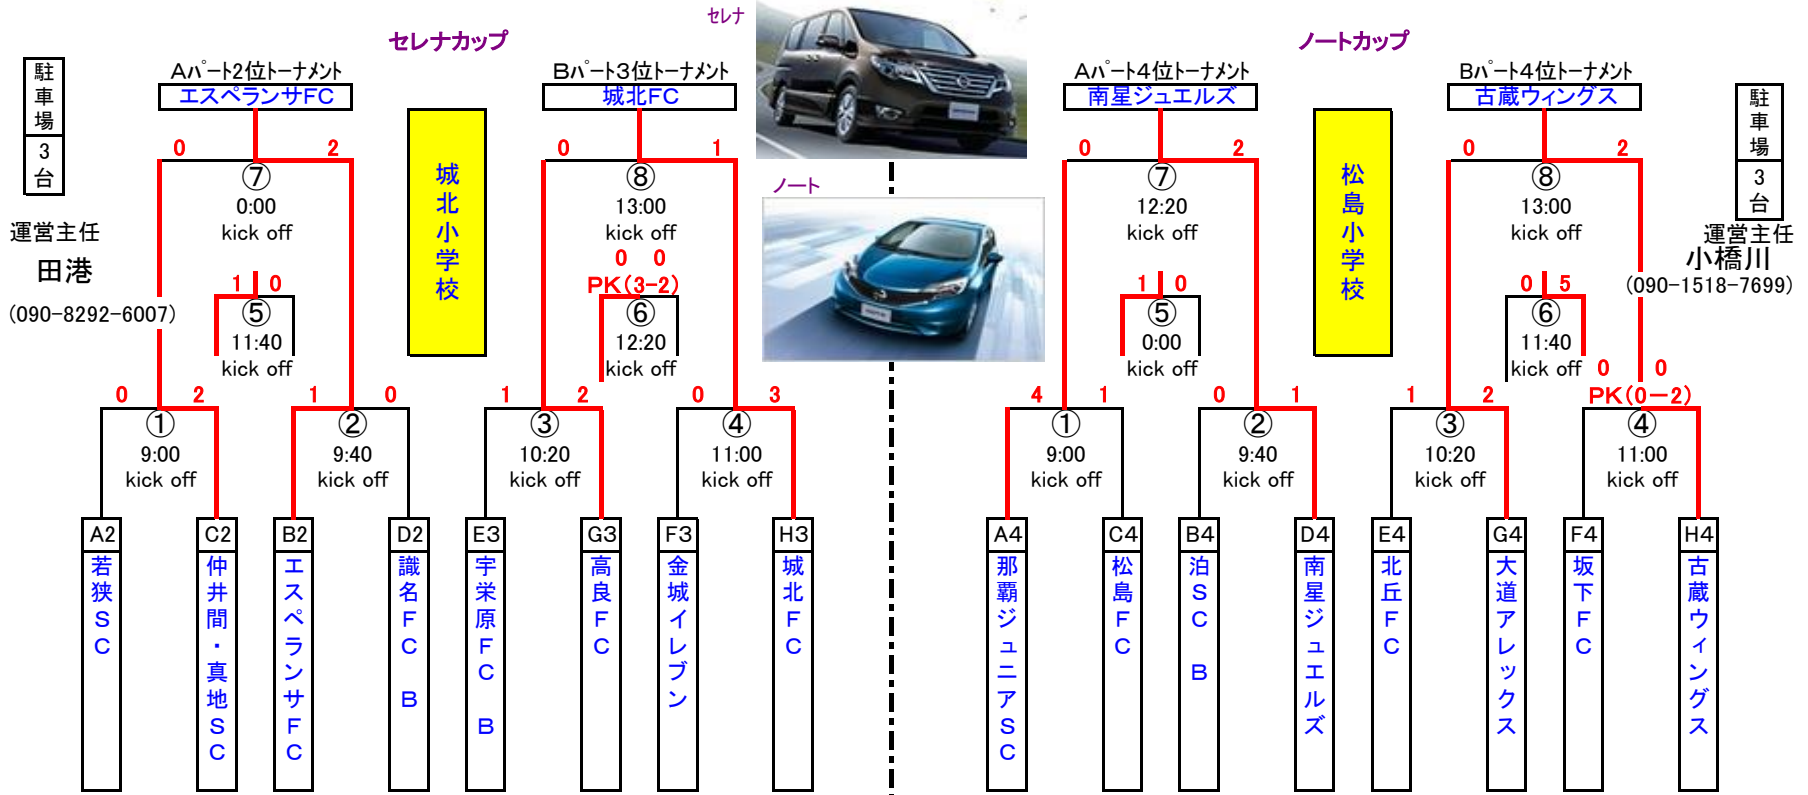 セレナ
セレナカップ
ノートカップ
駐車場
3台
Aパート2位トーナメント
エスペランサFC
Bパート3位トーナメント
城北FC
Aパート4位トーナメント
南星ジュエルズ
Bパート4位トーナメント
古蔵ウィングス
駐車場
3台
運営主任
田港
(090-8292-6007)
城北小学校
ノート
松島小学校
運営主任
小橋川
(090-1518-7699)
0 2
⑦
0:00
kick off
0 1
⑧
13:00
kick off
0 2
⑦
12:20
kick off
0 2
⑧
13:00
kick off
1 0
⑤
11:40
kick off
0 0
PK(3-2)
⑥
12:20
kick off
1 0
⑤
0:00
kick off
0 5
⑥
11:40
kick off
0 2
①
9:00
kick off
1 0
②
9:40
kick off
1 2
③
10:20
kick off
0 3
④
11:00
kick off
4 1
①
9:00
kick off
0 1
②
9:40
kick off
1 2
③
10:20
kick off
0 0
PK(0-2)
④
11:00
kick off
A2
若狭SC
C2
仲井間・真地SC
B2
エスペランサFC
D2
識名FC B
E3
宇栄原FC B
G3
高良FC
F3
金城イレブン
H3
城北FC
A4
那覇ジュニアSC
C4
松島FC
B4
泊SC B
D4
南星ジュエルズ
E4
北丘FC
G4
大道アレックス
F4
坂下FC
H4
古蔵ウィングス